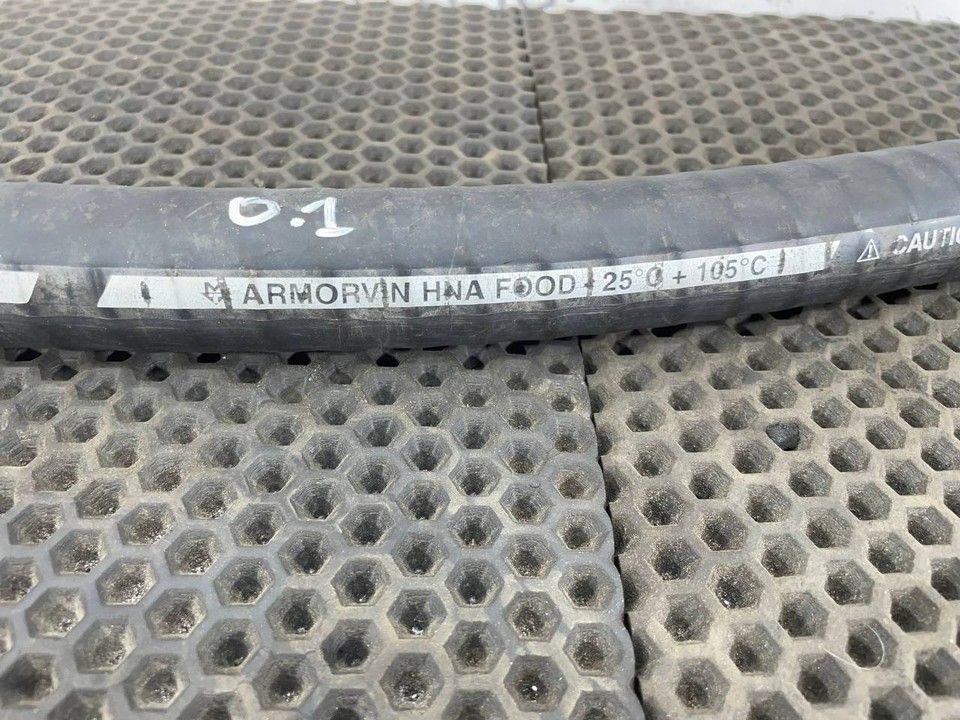 0.1
ARMORVIN HNA FOOD - 25°C + 105°C
CAUTIO